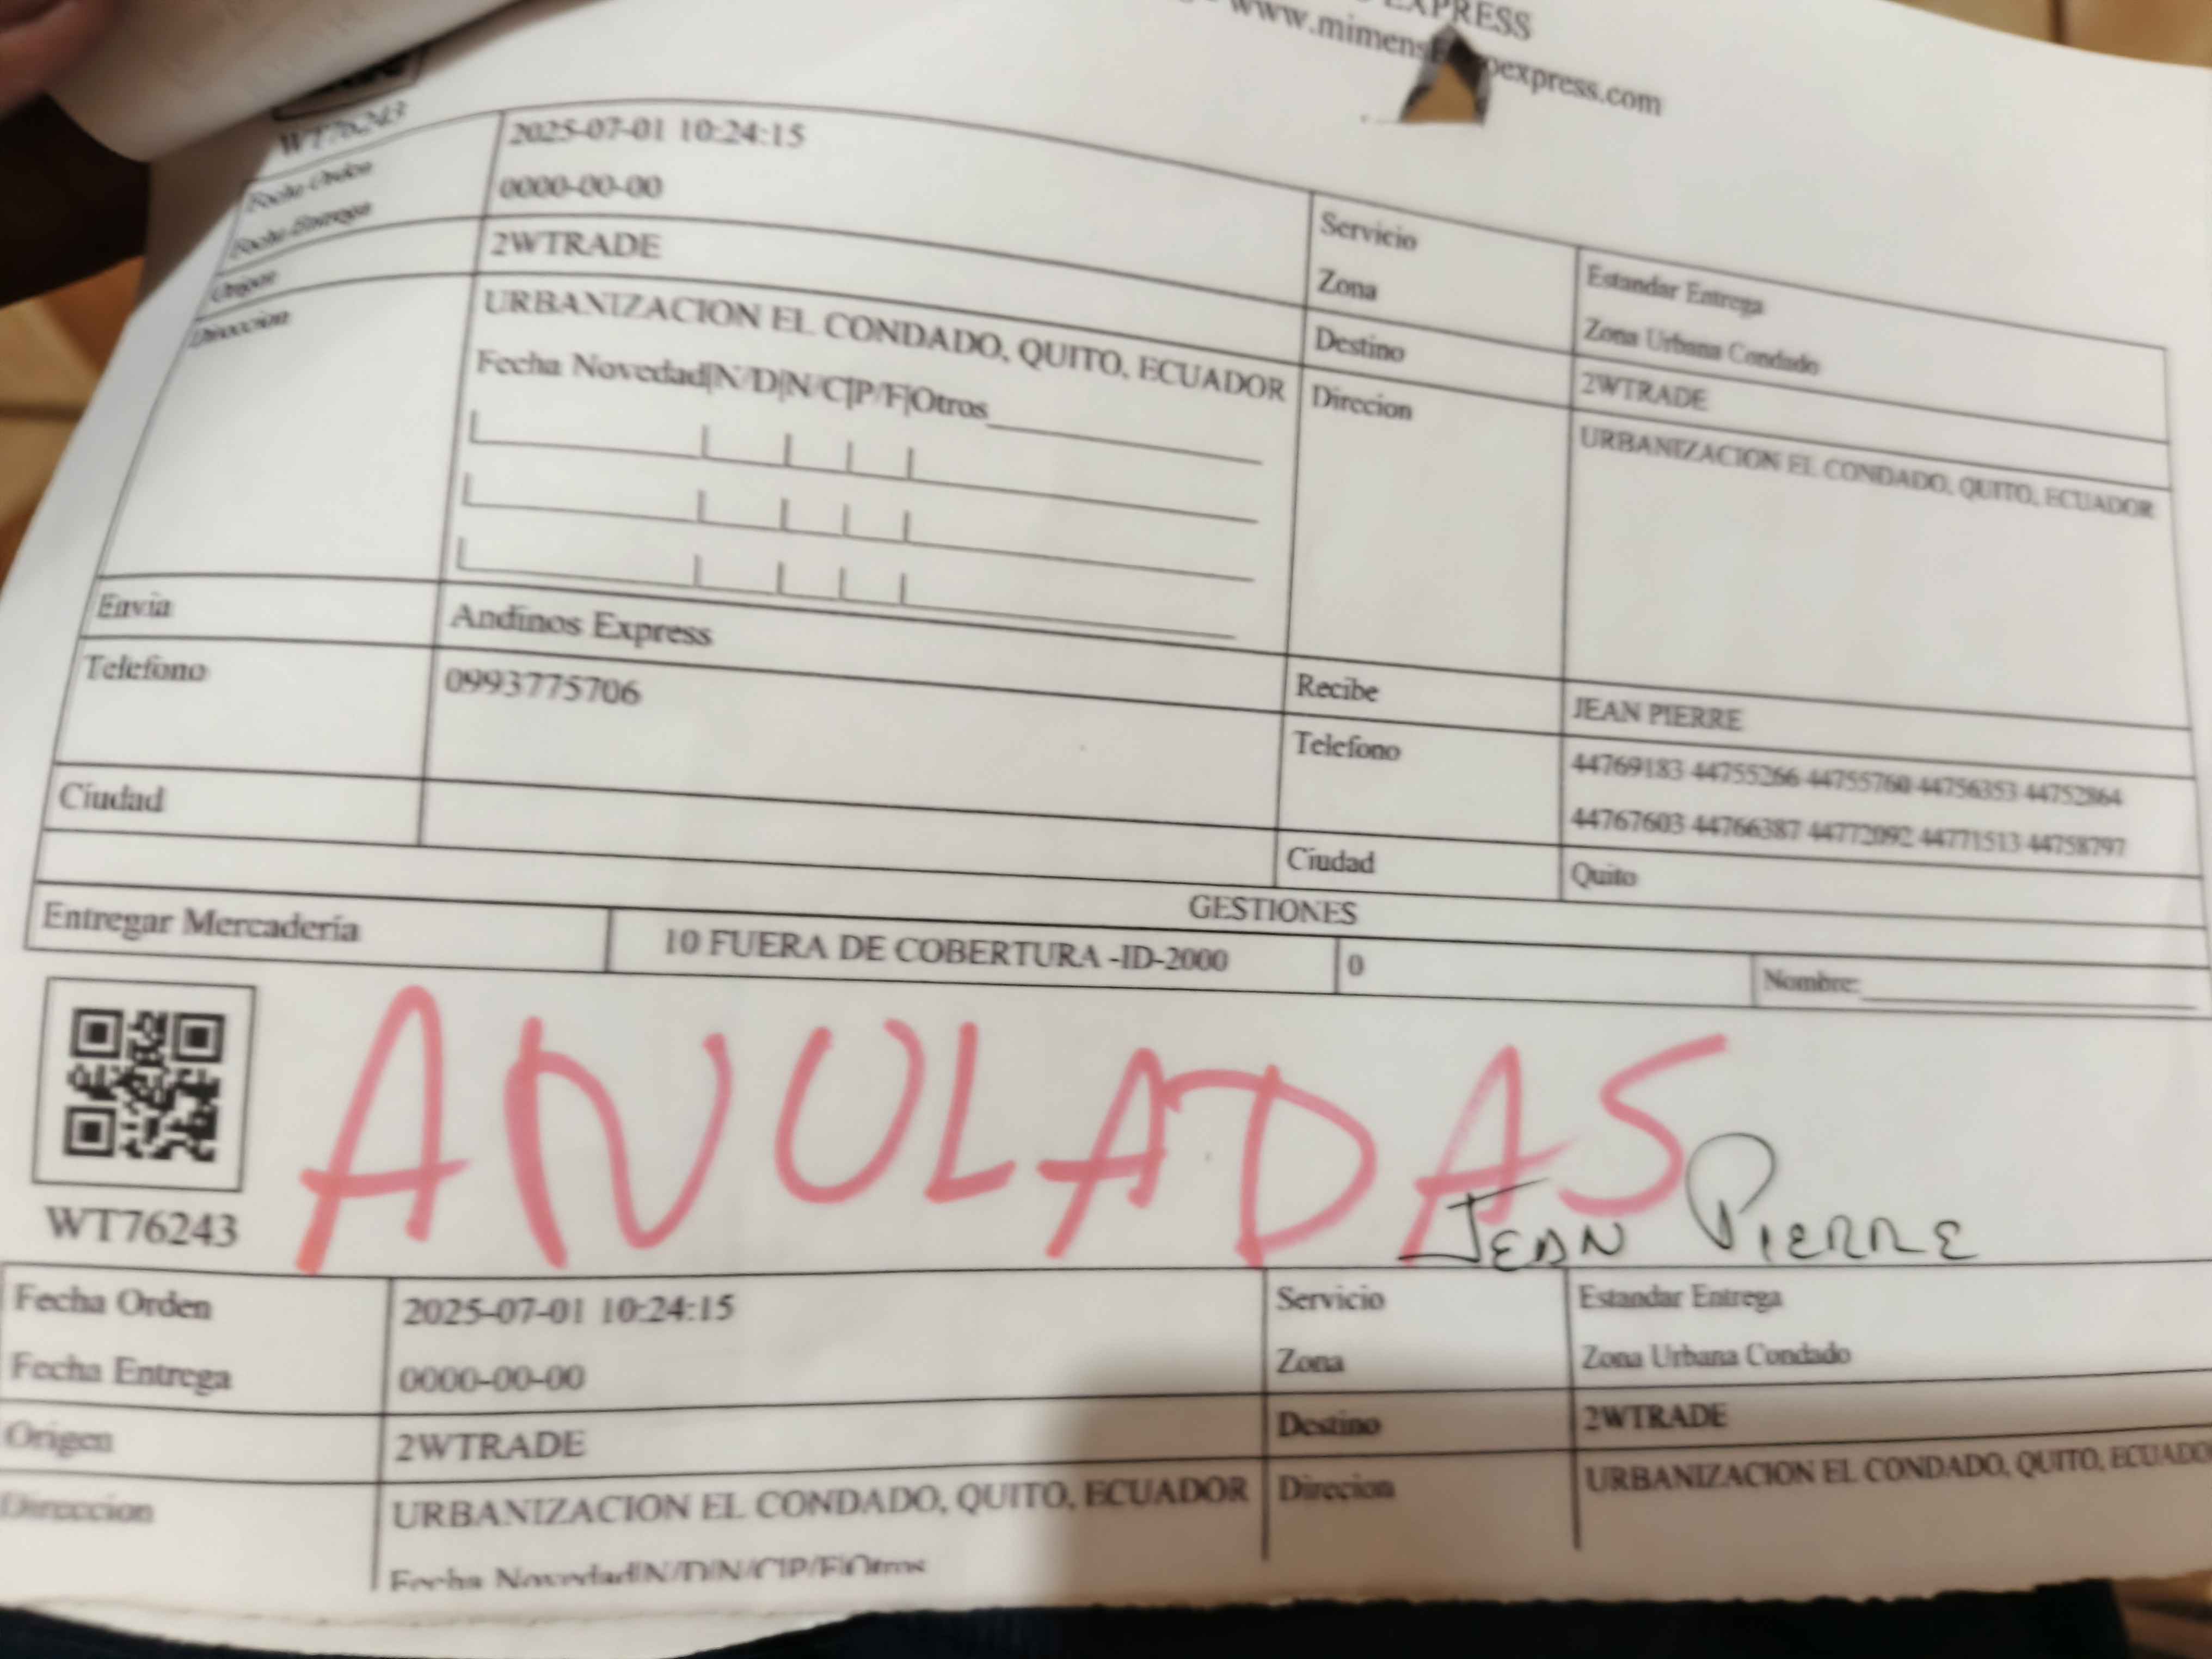 EXPRESS
www.mimens oexpress.com
WT76243
Fecha Orden 2025-07-01 10:24:15 Servicio Estandar Entrega
Fecha Entrega 0000-00-00 Zona Zona Urbana Condado
Origen 2WTRADE Destino 2WTRADE
Direccion URBANIZACION EL CONDADO, QUITO, ECUADOR Direcion URBANIZACION EL CONDADO, QUITO, ECUADOR
Fecha Novedad|N/D|N/C|P/F|Otros
Envia Andinos Express Recibe JEAN PIERRE
Telefono 0993775706 Telefono 44769183 44755266 44755760 44756353 44752864
44767603 44766387 44772092 44771513 44758797
Ciudad Ciudad Quito
GESTIONES
Entregar Mercadería 10 FUERA DE COBERTURA -ID-2000 0 Nombre:
ANULADAS
JEAN PIERRE
WT76243
Fecha Orden 2025-07-01 10:24:15 Servicio Estandar Entrega
Fecha Entrega 0000-00-00 Zona Zona Urbana Condado
Origen 2WTRADE Destino 2WTRADE
Direccion URBANIZACION EL CONDADO, QUITO, ECUADOR Direcion URBANIZACION EL CONDADO, QUITO, ECUADO
Fecha Novedad|N/D|N/C|P/F|Otros